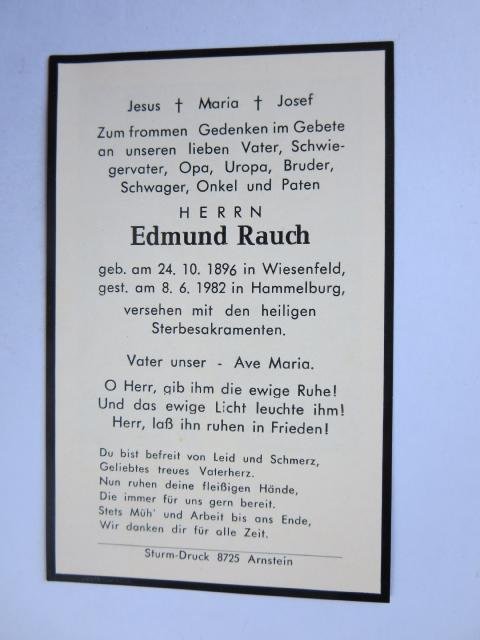 Jesus † Maria † Josef
Zum frommen Gedenken im Gebete
an unseren lieben Vater, Schwie-
gervater, Opa, Uropa, Bruder,
Schwager, Onkel und Paten
HERRN
Edmund Rauch
geb. am 24. 10. 1896 in Wiesenfeld,
gest. am 8. 6. 1982 in Hammelburg,
versehen mit den heiligen
Sterbesakramenten.
Vater unser - Ave Maria.
O Herr, gib ihm die ewige Ruhe!
Und das ewige Licht leuchte ihm!
Herr, laß ihn ruhen in Frieden!
Du bist befreit von Leid und Schmerz,
Geliebtes treues Vaterherz.
Nun ruhen deine fleißigen Hände,
Die immer für uns gern bereit.
Stets Müh' und Arbeit bis ans Ende,
Wir danken dir für alle Zeit.
Sturm-Druck 8725 Arnstein